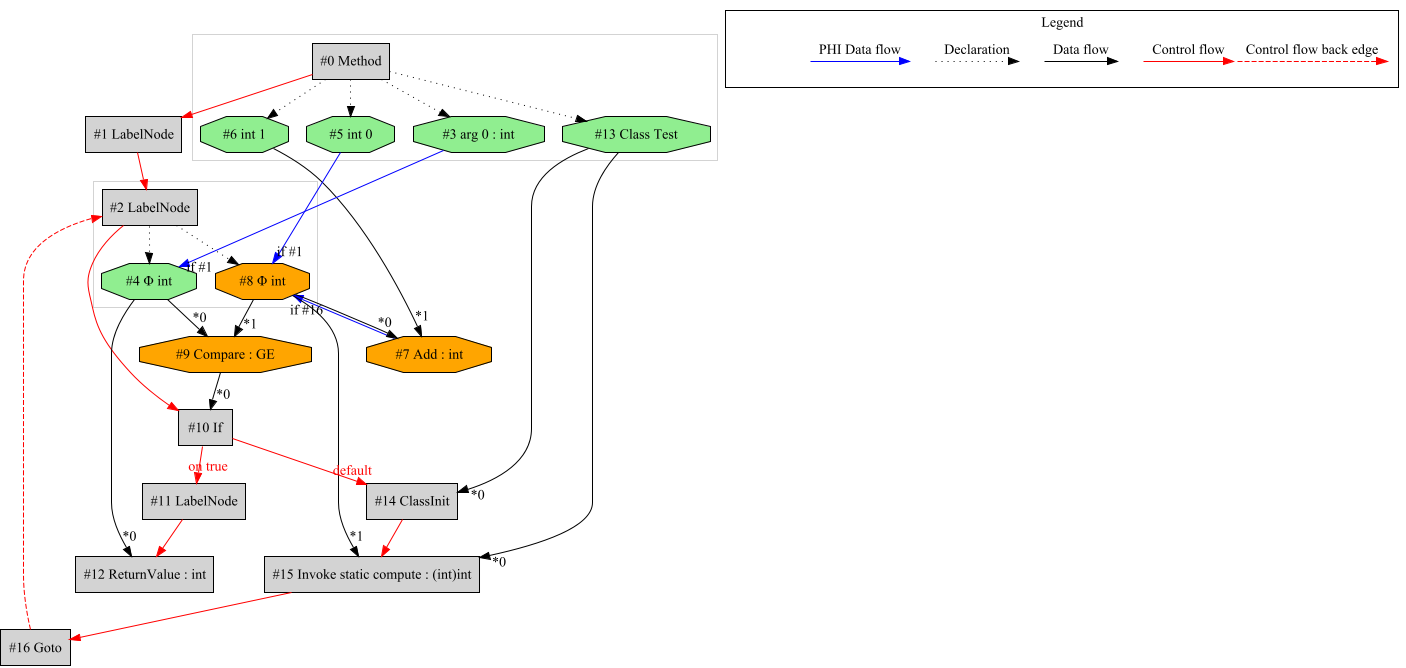 Legend
PHI Data flow
Declaration
Data flow
Control flow
Control flow back edge
#0 Method
#1 LabelNode
#6 int 1
#5 int 0
#3 arg 0 : int
#13 Class Test
#2 LabelNode
if #1
if #1
#4 Φ int
#8 Φ int
if #16
*0
*1
*0
*1
#9 Compare : GE
#7 Add : int
*0
#10 If
on true
default
#11 LabelNode
#14 ClassInit
*0
*0
*1
*0
#12 ReturnValue : int
#15 Invoke static compute : (int)int
#16 Goto